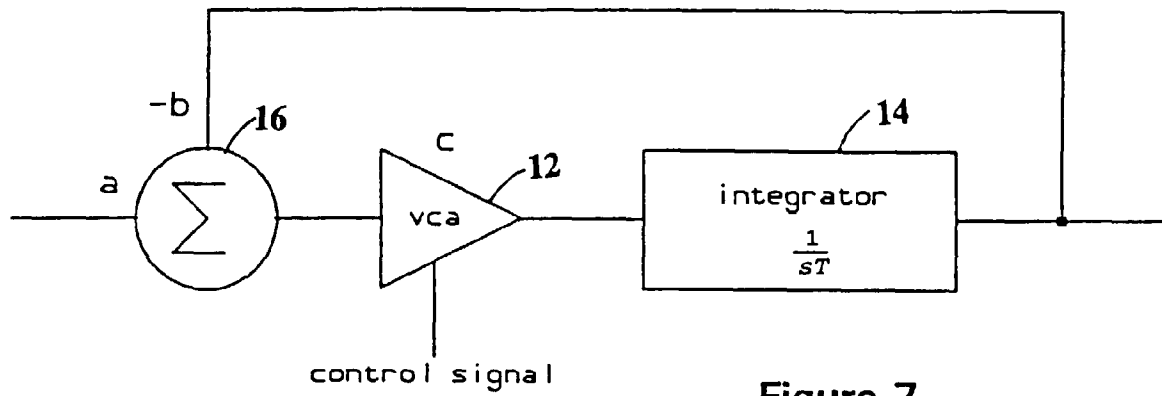 -b
16
a
Σ
c
12
vca
control signal
14
integrator
1
sT
Figure 7